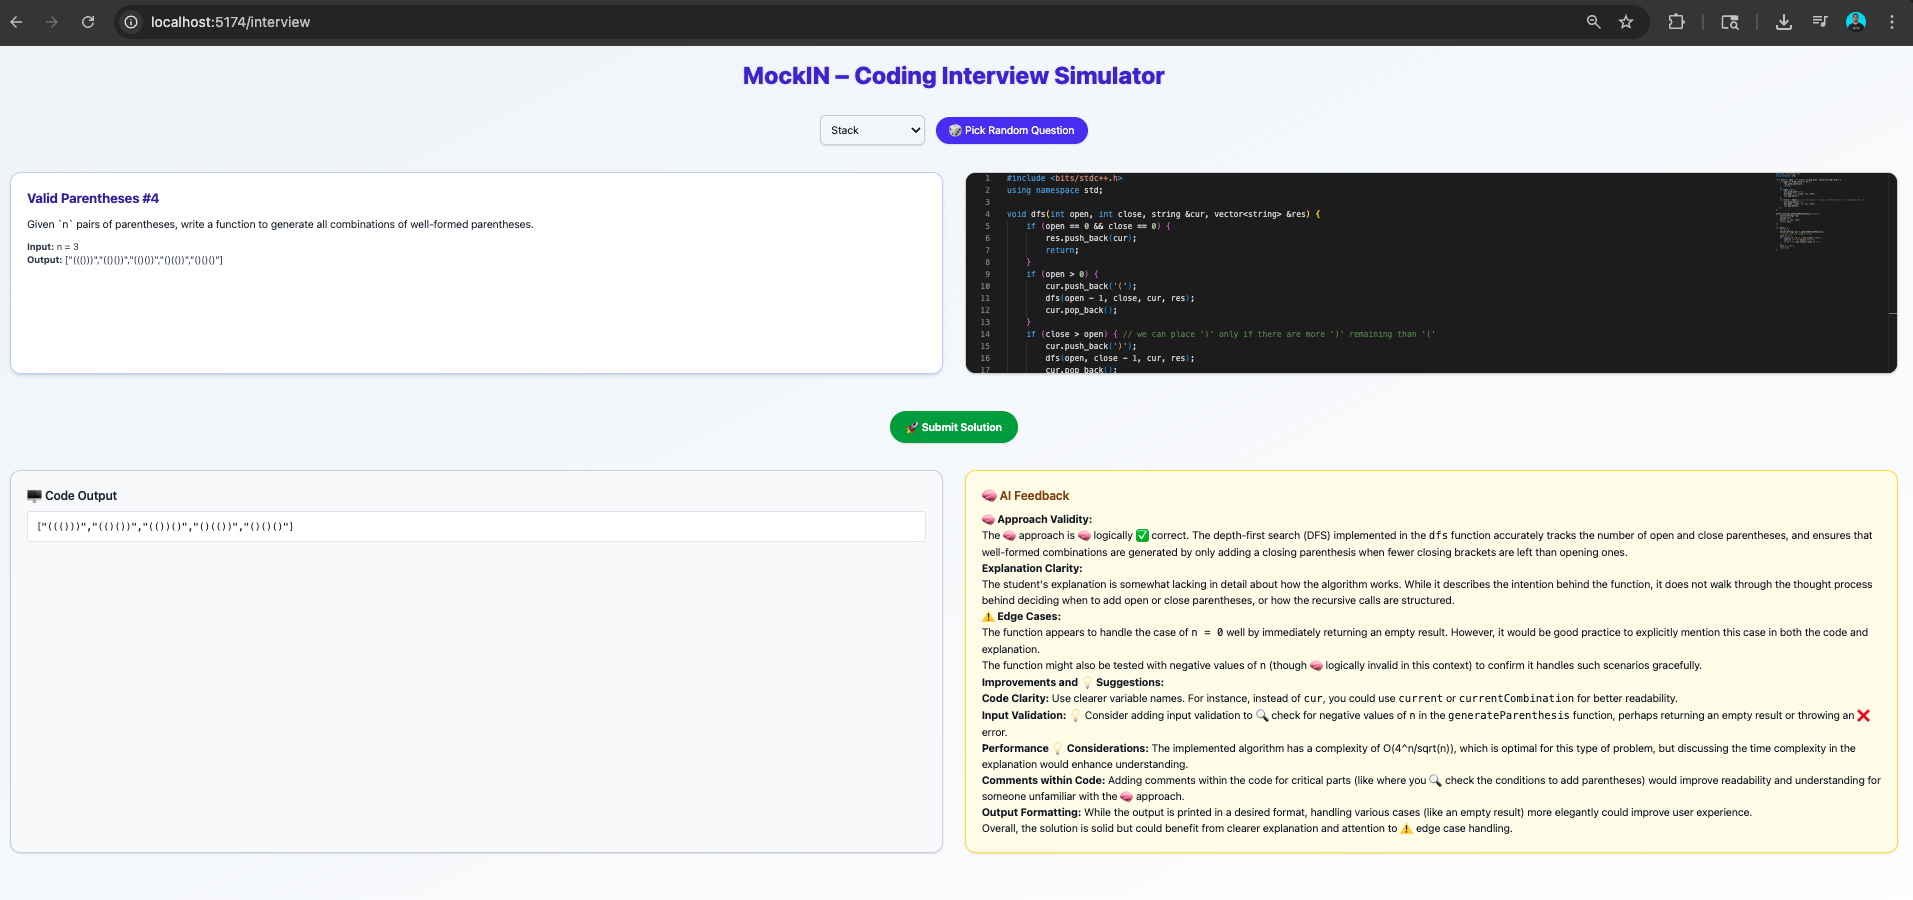 localhost:5174/interview
MockIN – Coding Interview Simulator
Stack
🎲 Pick Random Question
Valid Parentheses #4
Given `n` pairs of parentheses, write a function to generate all combinations of well-formed parentheses.
Input: n = 3
Output: ["((()))","(()())","(()())","()(())","()()()"]
1 #include <bits/stdc++.h>
2 using namespace std;
3
4 void dfs(int open, int close, string &cur, vector<string> &res) {
5 if (open == 0 && close == 0) {
6 res.push_back(cur);
7 return;
8 }
9 if (open > 0) {
10 cur.push_back('(');
11 dfs(open - 1, close, cur, res);
12 cur.pop_back();
13 }
14 if (close > open) { // we can place ')' only if there are more ')' remaining than '('
15 cur.push_back(')');
16 dfs(open, close - 1, cur, res);
17 cur.pop_back();
🚀 Submit Solution
🖥️ Code Output
["((()))","(()())","(())()","()(())","()()()"]
🧠 AI Feedback
🧠 Approach Validity:
The 🧠 approach is 🧠 logically ✅ correct. The depth-first search (DFS) implemented in the dfs function accurately tracks the number of open and close parentheses, and ensures that
well-formed combinations are generated by only adding a closing parenthesis when fewer closing brackets are left than opening ones.
Explanation Clarity:
The student's explanation is somewhat lacking in detail about how the algorithm works. While it describes the intention behind the function, it does not walk through the thought process
behind deciding when to add open or close parentheses, or how the recursive calls are structured.
⚠️ Edge Cases:
The function appears to handle the case of n = 0 well by immediately returning an empty result. However, it would be good practice to explicitly mention this case in both the code and
explanation.
The function might also be tested with negative values of n (though 🧠 logically invalid in this context) to confirm it handles such scenarios gracefully.
Improvements and 💡 Suggestions:
Code Clarity: Use clearer variable names. For instance, instead of cur, you could use current or currentCombination for better readability.
Input Validation: 💡 Consider adding input validation to 🔍 check for negative values of n in the generateParenthesis function, perhaps returning an empty result or throwing an ❌
error.
Performance 💡 Considerations: The implemented algorithm has a complexity of O(4^n/sqrt(n)), which is optimal for this type of problem, but discussing the time complexity in the
explanation would enhance understanding.
Comments within Code: Adding comments within the code for critical parts (like where you 🔍 check the conditions to add parentheses) would improve readability and understanding for
someone unfamiliar with the 🧠 approach.
Output Formatting: While the output is printed in a desired format, handling various cases (like an empty result) more elegantly could improve user experience.
Overall, the solution is solid but could benefit from clearer explanation and attention to ⚠️ edge case handling.